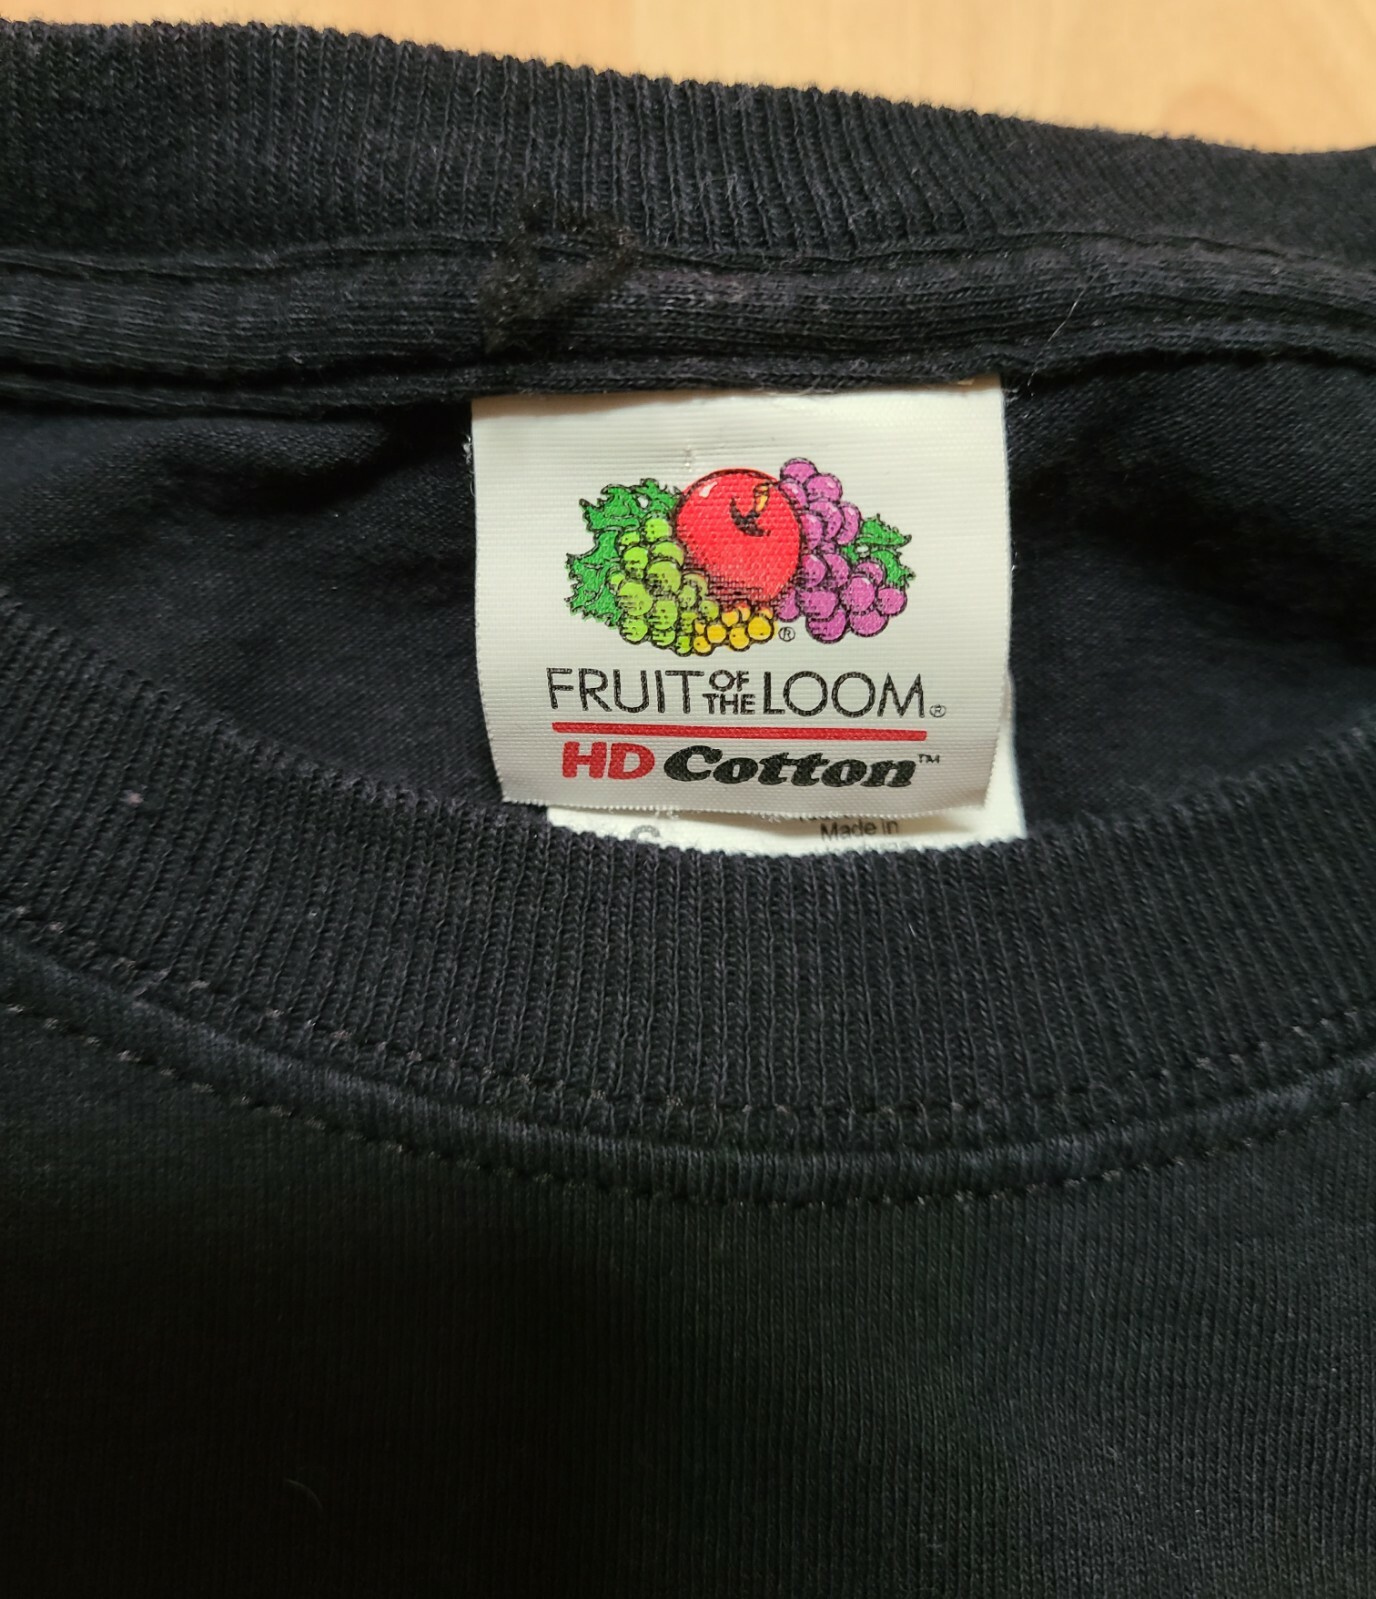 ®
FRUIT OF THE LOOM®
HD Cotton™
Made in